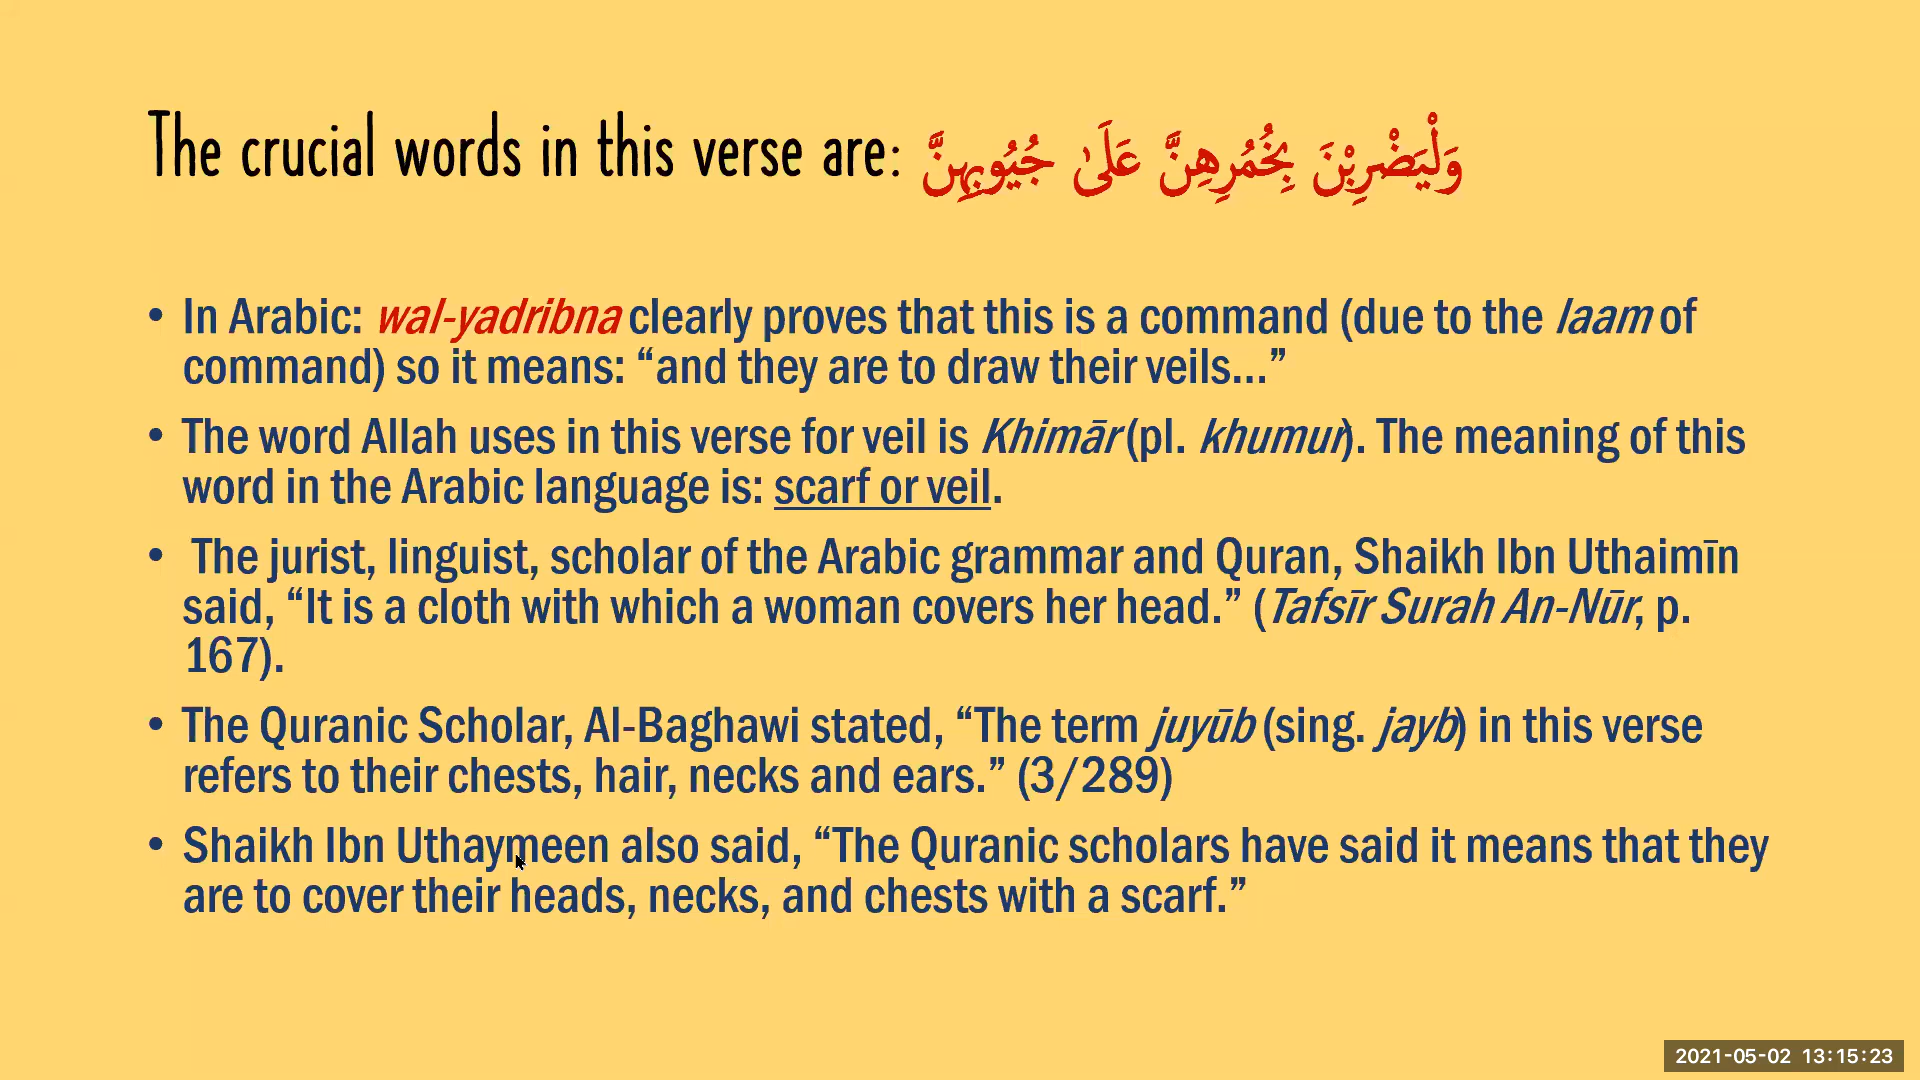 The crucial words in this verse are: وَلْيَضْرِبْنَ بِخُمُرِهِنَّ عَلَىٰ جُيُوبِهِنَّ
• In Arabic: wal-yadribna clearly proves that this is a command (due to the laam of
command) so it means: “and they are to draw their veils...”
• The word Allah uses in this verse for veil is Khimār (pl. khumur). The meaning of this
word in the Arabic language is: scarf or veil.
• The jurist, linguist, scholar of the Arabic grammar and Quran, Shaikh Ibn Uthaimīn
said, “It is a cloth with which a woman covers her head.” (Tafsīr Surah An-Nūr, p.
167).
• The Quranic Scholar, Al-Baghawi stated, “The term juyūb (sing. jayb) in this verse
refers to their chests, hair, necks and ears.” (3/289)
• Shaikh Ibn Uthaymeen also said, “The Quranic scholars have said it means that they
are to cover their heads, necks, and chests with a scarf.”
2021-05-02 13:15:23